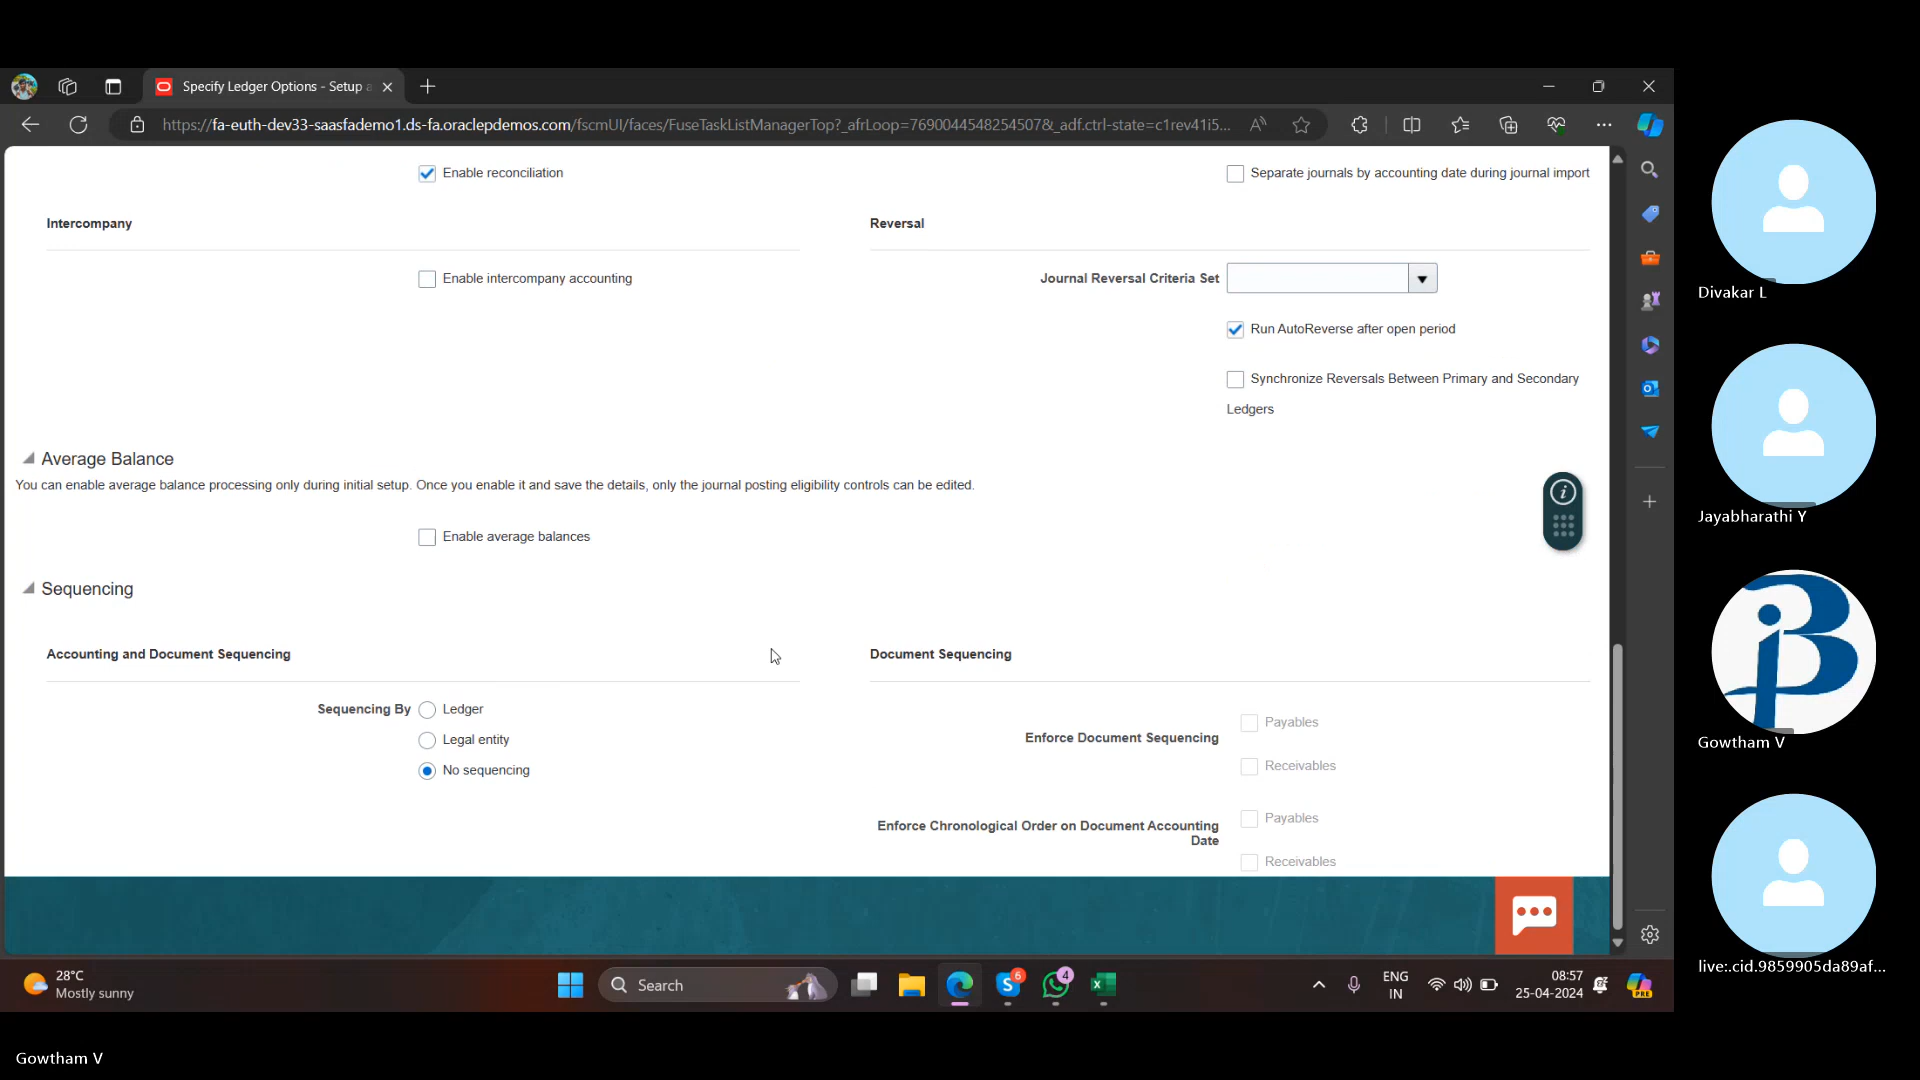 Specify Ledger Options - Setup a
https://fa-euth-dev33-saasfademo1.ds-fa.oraclepdemos.com/fscmUI/faces/FuseTaskListManagerTop?_afrLoop=7690044548254507&_adf.ctrl-state=c1rev41i5...
Enable reconciliation
Separate journals by accounting date during journal import
Intercompany
Reversal
Enable intercompany accounting
Journal Reversal Criteria Set
Run AutoReverse after open period
Synchronize Reversals Between Primary and Secondary
Ledgers
Average Balance
You can enable average balance processing only during initial setup. Once you enable it and save the details, only the journal posting eligibility controls can be edited.
Enable average balances
Sequencing
Accounting and Document Sequencing
Document Sequencing
Sequencing By
Ledger
Legal entity
No sequencing
Enforce Document Sequencing
Payables
Receivables
Enforce Chronological Order on Document Accounting
Date
Payables
Receivables
28°C
Mostly sunny
Search
6
4
ENG
IN
08:57
25-04-2024
PRE
Divakar L
Jayabharathi Y
Gowtham V
live:.cid.9859905da89af...
Gowtham V